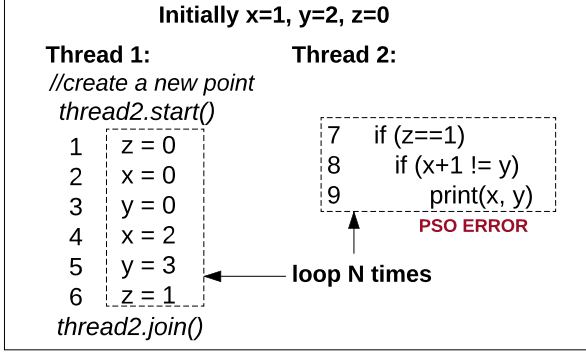 Initially x=1, y=2, z=0
Thread 1:
//create a new point
thread2.start()
1 z = 0
2 x = 0
3 y = 0
4 x = 2
5 y = 3
6 z = 1
thread2.join()
Thread 2:
7 if (z==1)
8 if (x+1 != y)
9 print(x, y)
PSO ERROR
loop N times